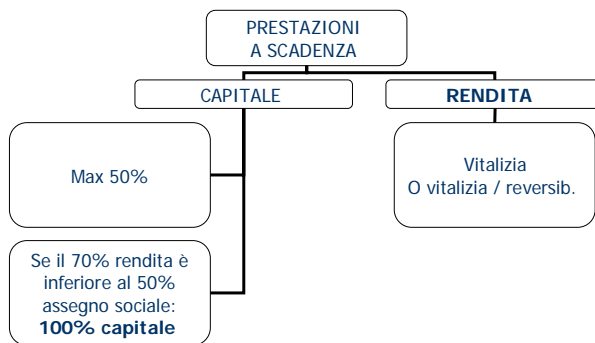 PRESTAZIONI
A SCADENZA
CAPITALE
RENDITA
Max 50%
Vitalizia
O vitalizia / reversib.
Se il 70% rendita è
inferiore al 50%
assegno sociale:
100% capitale